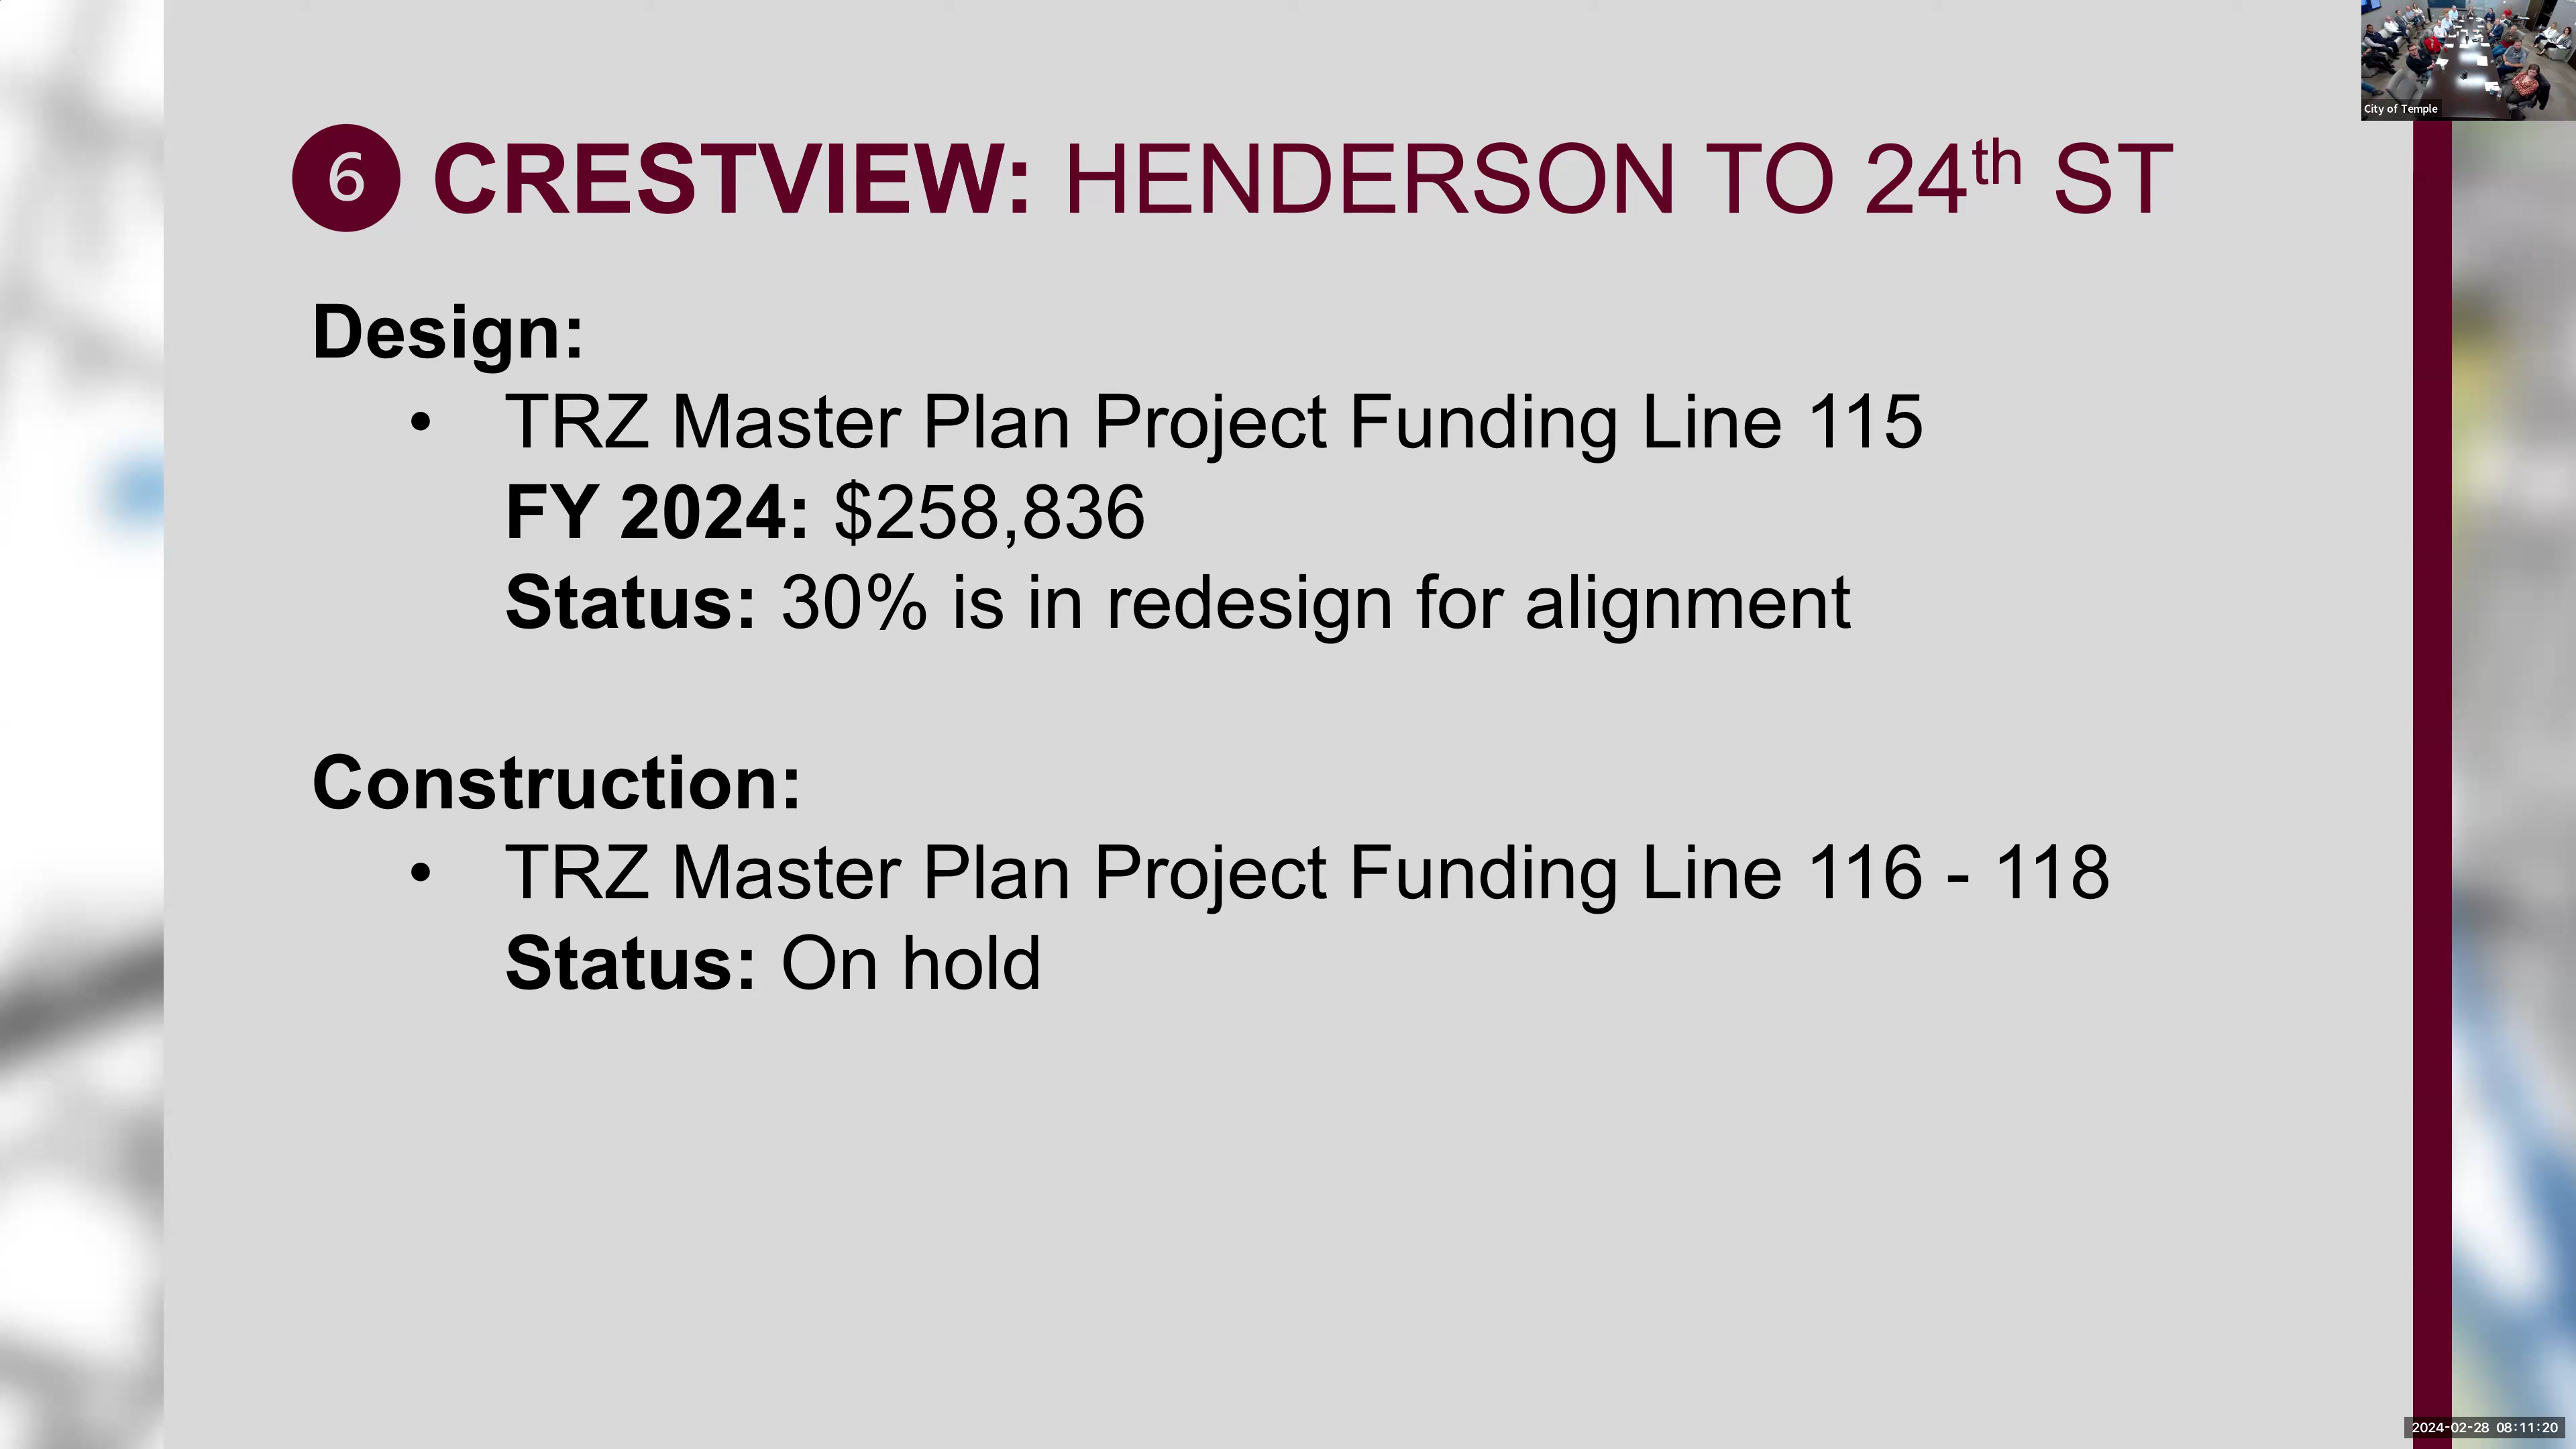 City of Temple
6 CRESTVIEW: HENDERSON TO 24th ST
Design:
• TRZ Master Plan Project Funding Line 115
FY 2024: $258,836
Status: 30% is in redesign for alignment
Construction:
• TRZ Master Plan Project Funding Line 116 - 118
Status: On hold
2024-02-28 08:11:20